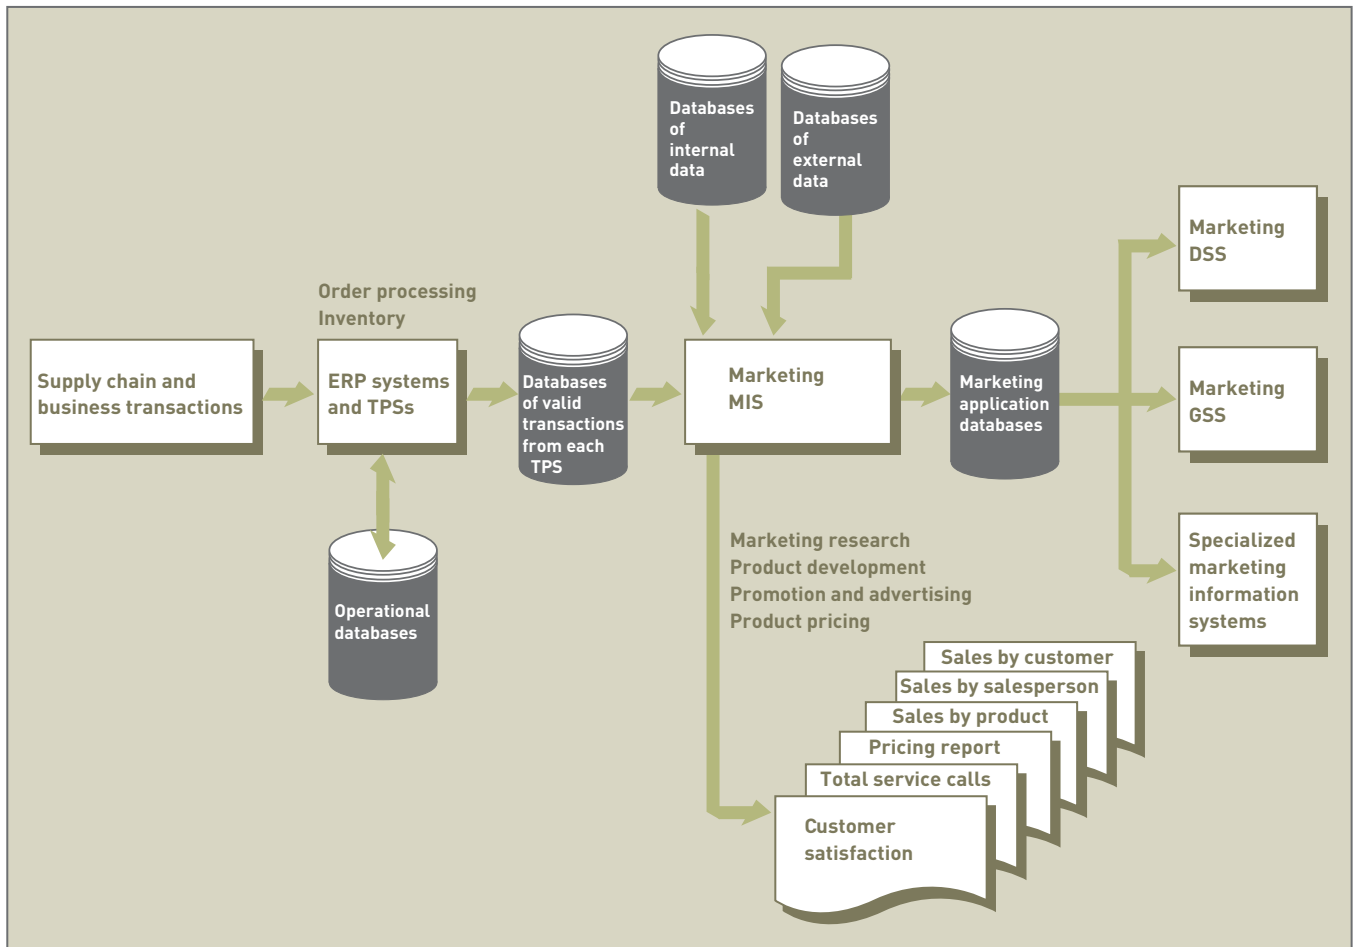 Databases
of
internal
data
Databases
of
external
data
Marketing
DSS
Order processing
Inventory
Supply chain and
business transactions
ERP systems
and TPSs
Databases
of valid
transactions
from each
TPS
Marketing
MIS
Marketing
application
databases
Marketing
GSS
Operational
databases
Marketing research
Product development
Promotion and advertising
Product pricing
Specialized
marketing
information
systems
Sales by customer
Sales by salesperson
Sales by product
Pricing report
Total service calls
Customer
satisfaction